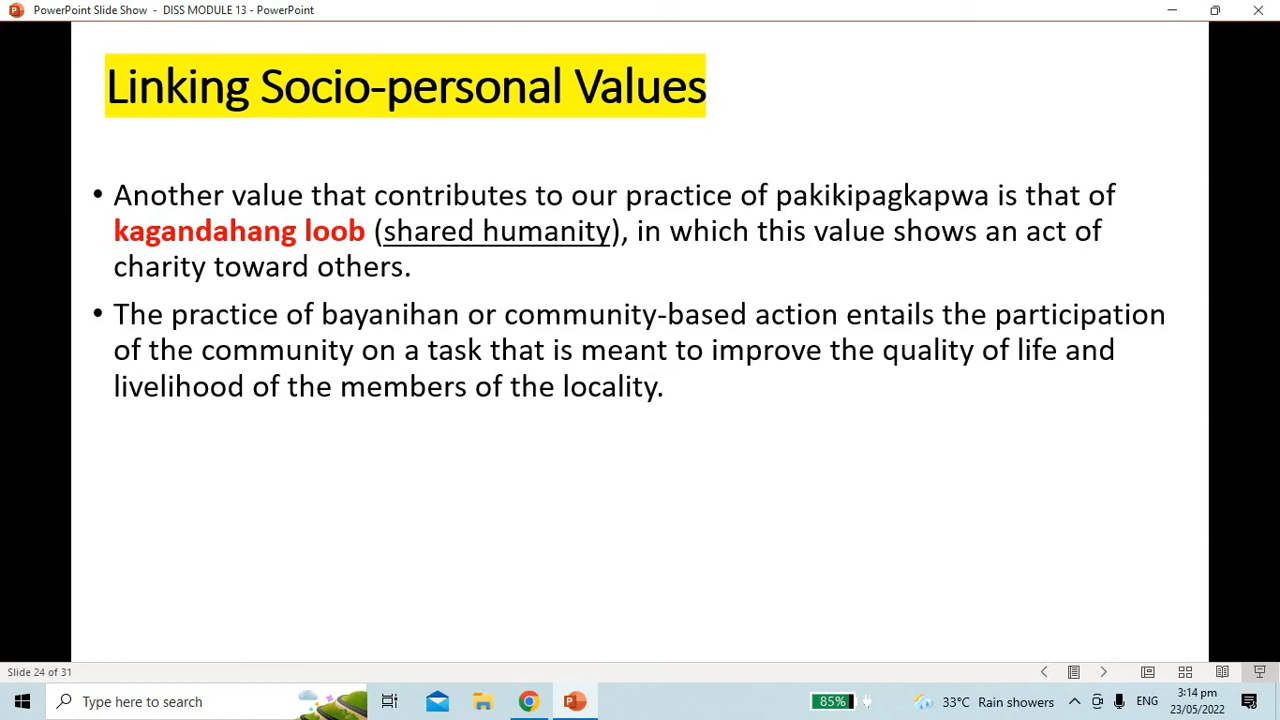 PowerPoint Slide Show - DISS MODULE 13 - PowerPoint
Linking Socio-personal Values
• Another value that contributes to our practice of pakikipagkapwa is that of
kagandahang loob (shared humanity), in which this value shows an act of
charity toward others.
• The practice of bayanihan or community-based action entails the participation
of the community on a task that is meant to improve the quality of life and
livelihood of the members of the locality.
Slide 24 of 31
Type here to search
85%
33°C Rain showers
ENG
3:14 pm
23/05/2022